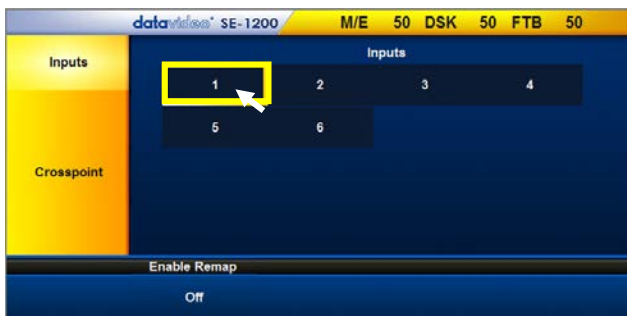 datavideo SE-1200 M/E 50 DSK 50 FTB 50
Inputs
Inputs
1 2 3 4
5 6
Crosspoint
Enable Remap
Off